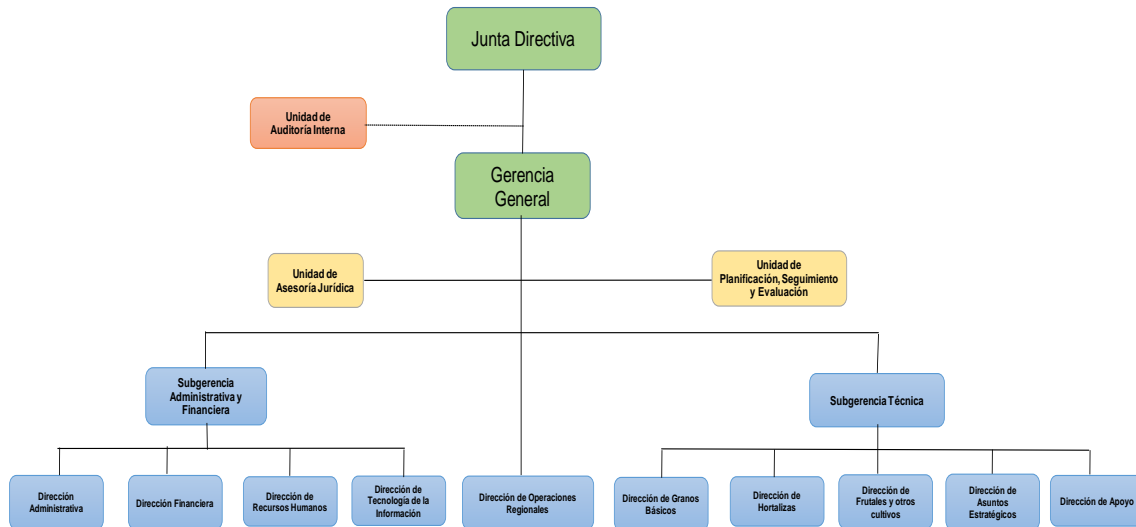 Junta Directiva
Unidad de
Auditoría Interna
Gerencia
General
Unidad de
Asesoría Jurídica
Unidad de
Planificación, Seguimiento
y Evaluación
Subgerencia
Administrativa y
Financiera
Subgerencia Técnica
Dirección
Administrativa
Dirección Financiera
Dirección de
Recursos Humanos
Dirección de
Tecnología de la
Información
Dirección de Operaciones
Regionales
Dirección de Granos
Básicos
Dirección de
Hortalizas
Dirección de
Frutales y otros
cultivos
Dirección de
Asuntos
Estratégicos
Dirección de Apoyo